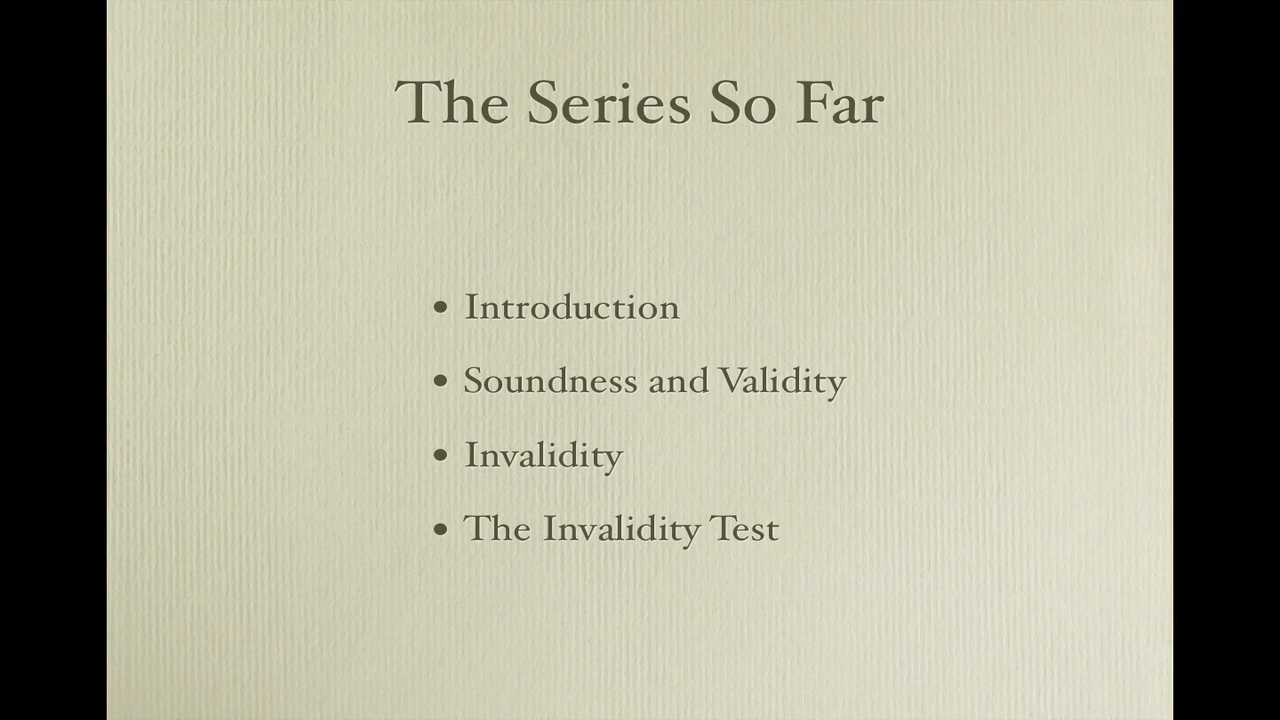 The Series So Far
• Introduction
• Soundness and Validity
• Invalidity
• The Invalidity Test